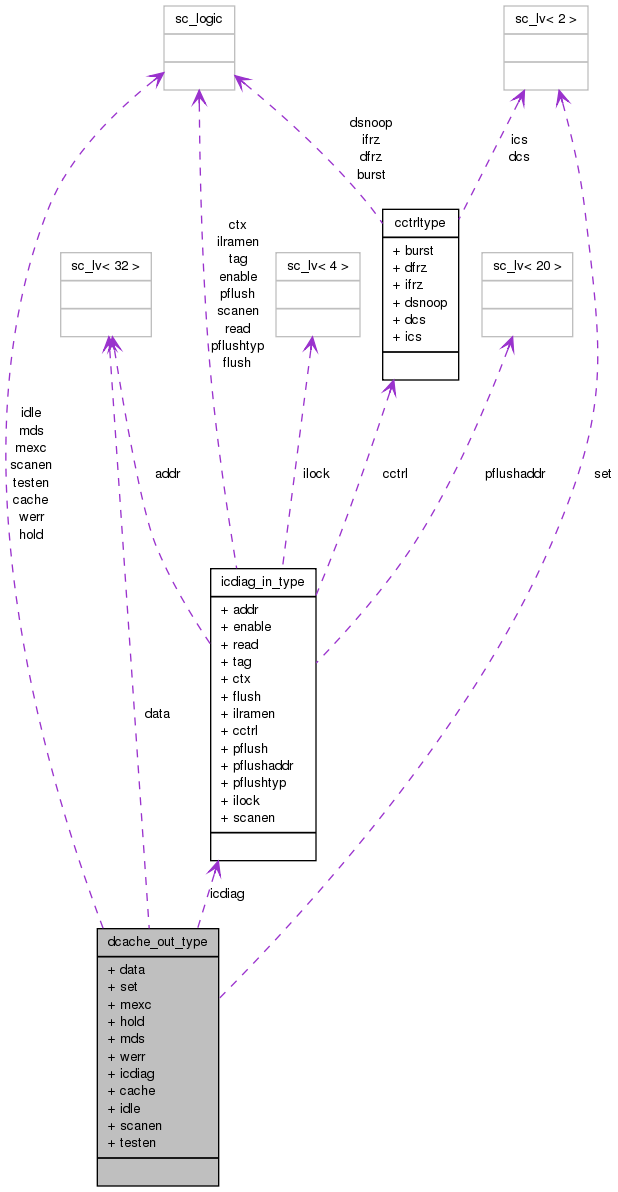 sc_logic
sc_lv< 2 >
dsnoop
ifrz
dfrz
burst
ics
dcs
cctrltype
+ burst
+ dfrz
+ ifrz
+ dsnoop
+ dcs
+ ics
ctx
ilramen
tag
enable
pflush
scanen
read
pflushtyp
flush
sc_lv< 32 >
sc_lv< 4 >
sc_lv< 20 >
idle
mds
mexc
scanen
testen
cache
werr
hold
addr
ilock
cctrl
pflushaddr
set
icdiag_in_type
+ addr
+ enable
+ read
+ tag
+ ctx
+ flush
+ ilramen
+ cctrl
+ pflush
+ pflushaddr
+ pflushtyp
+ ilock
+ scanen
data
icdiag
dcache_out_type
+ data
+ set
+ mexc
+ hold
+ mds
+ werr
+ icdiag
+ cache
+ idle
+ scanen
+ testen